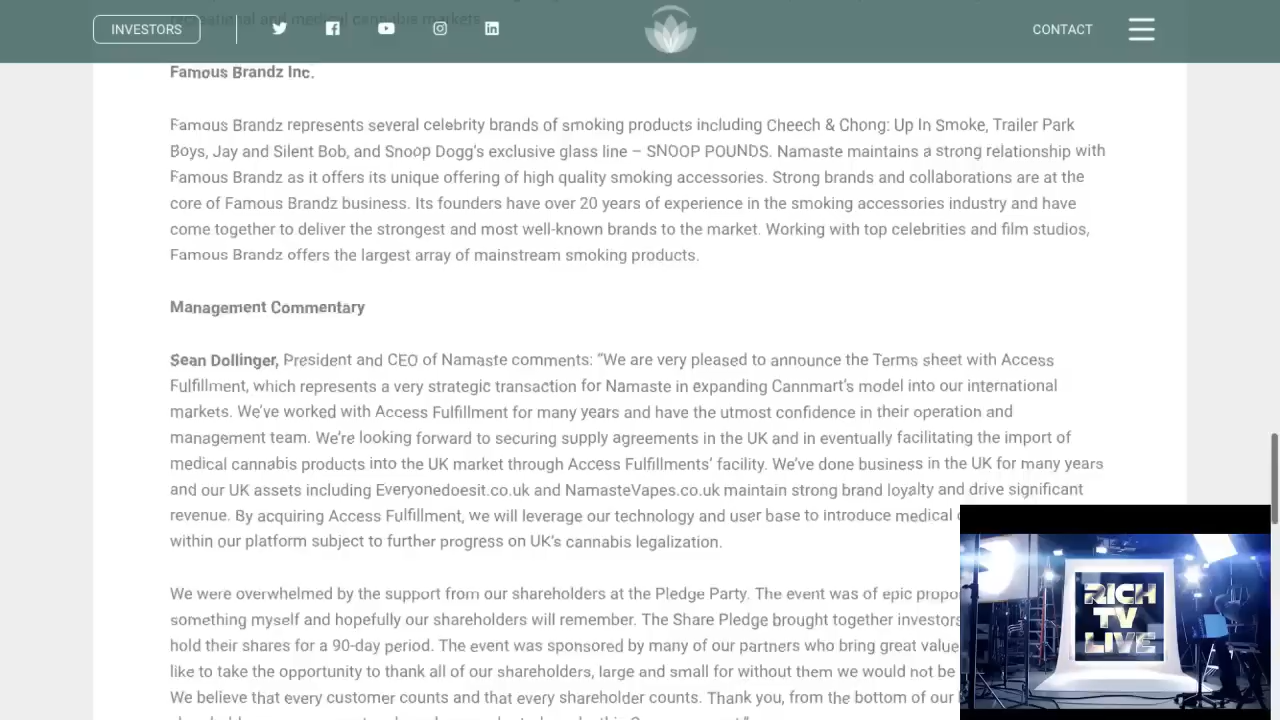 recreational and medical cannabis markets.
INVESTORS
CONTACT
Famous Brandz Inc.
Famous Brandz represents several celebrity brands of smoking products including Cheech & Chong: Up In Smoke, Trailer Park
Boys, Jay and Silent Bob, and Snoop Dogg's exclusive glass line – SNOOP POUNDS. Namaste maintains a strong relationship with
Famous Brandz as it offers its unique offering of high quality smoking accessories. Strong brands and collaborations are at the
core of Famous Brandz business. Its founders have over 20 years of experience in the smoking accessories industry and have
come together to deliver the strongest and most well-known brands to the market. Working with top celebrities and film studios,
Famous Brandz offers the largest array of mainstream smoking products.
Management Commentary
Sean Dollinger, President and CEO of Namaste comments: “We are very pleased to announce the Terms sheet with Access
Fulfillment, which represents a very strategic transaction for Namaste in expanding Cannmart's model into our international
markets. We've worked with Access Fulfillment for many years and have the utmost confidence in their operation and
management team. We're looking forward to securing supply agreements in the UK and in eventually facilitating the import of
medical cannabis products into the UK market through Access Fulfillments' facility. We've done business in the UK for many years
and our UK assets including Everyonedoesit.co.uk and NamasteVapes.co.uk maintain strong brand loyalty and drive significant
revenue. By acquiring Access Fulfillment, we will leverage our technology and user base to introduce medical
within our platform subject to further progress on UK's cannabis legalization.
We were overwhelmed by the support from our shareholders at the Pledge Party. The event was of epic propo
something myself and hopefully our shareholders will remember. The Share Pledge brought together investors
hold their shares for a 90-day period. The event was sponsored by many of our partners who bring great value
like to take the opportunity to thank all of our shareholders, large and small for without them we would not be
We believe that every customer counts and that every shareholder counts. Thank you, from the bottom of our
RICH
TV
LIVE